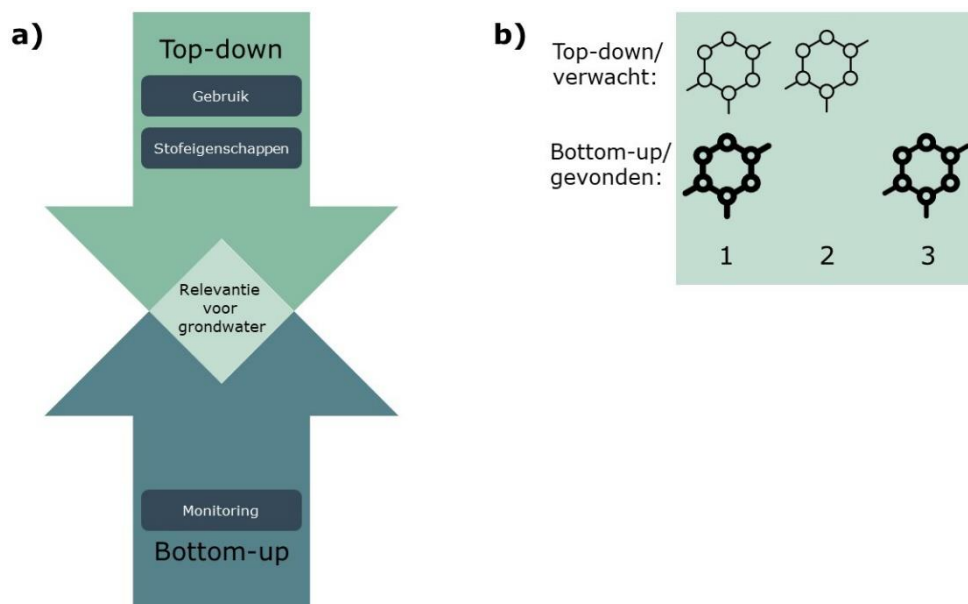 a)
Top-down
Gebruik
Stofeigenschappen
Relevantie
voor
grondwater
Monitoring
Bottom-up
b)
Top-down/
verwacht:
Bottom-up/
gevonden:
1 2 3